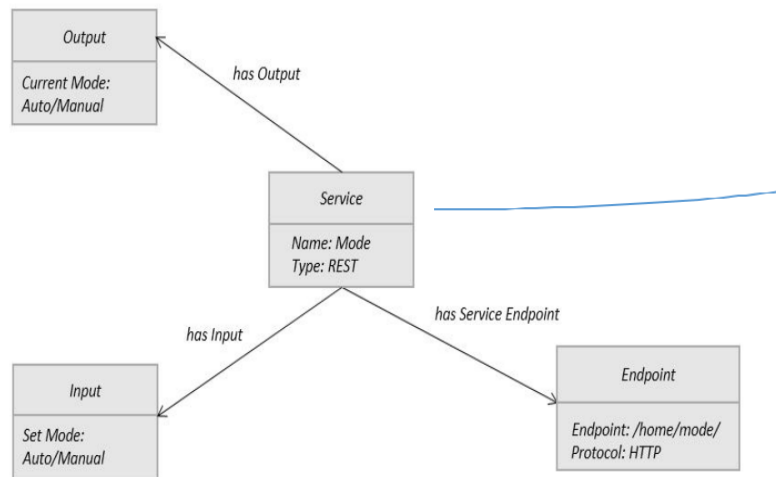 Output
Current Mode:
Auto/Manual
has Output
Service
Name: Mode
Type: REST
has Input
has Service Endpoint
Input
Set Mode:
Auto/Manual
Endpoint
Endpoint: /home/mode/
Protocol: HTTP